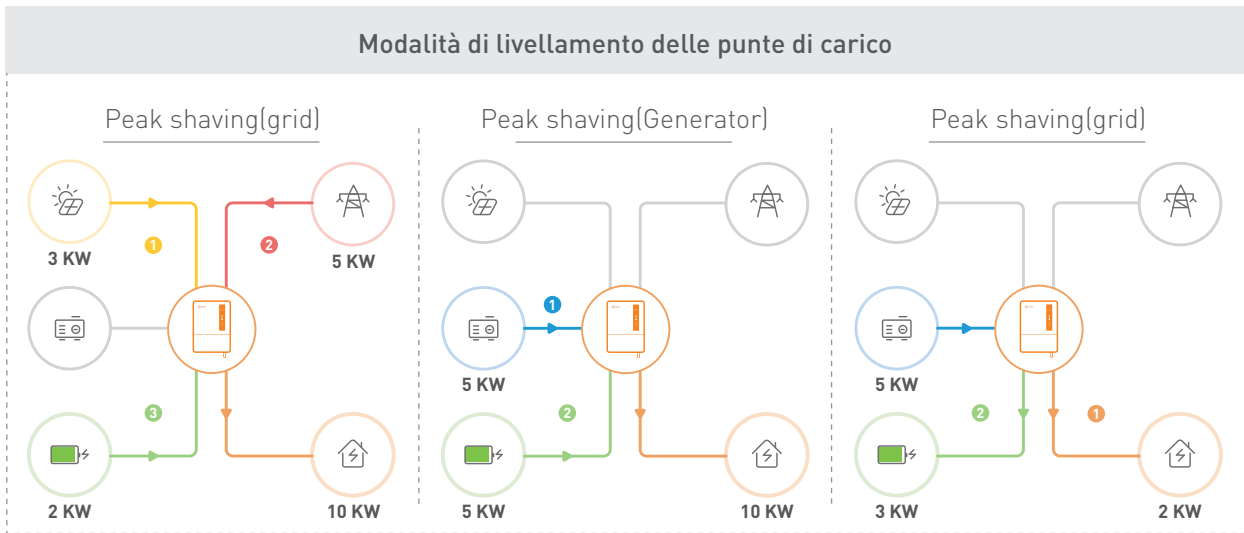 Modalità di livellamento delle punte di carico
Peak shaving(grid)
3 KW
1
2
5 KW
3
2 KW
10 KW
Peak shaving(Generator)
1
5 KW
2
5 KW
10 KW
Peak shaving(grid)
5 KW
2
1
3 KW
2 KW